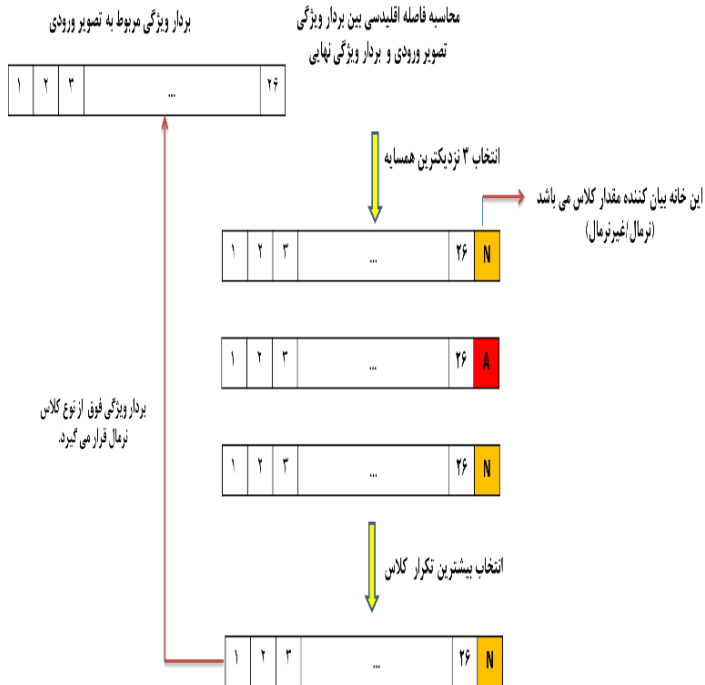 بردار ویژگی مربوط به تصویر ورودی
محاسبه فاصله اقلیدسی بین بردار ویژگی
تصویر ورودی و بردار ویژگی نهایی
۱ ۲ ۳ ... ۲۶
انتخاب ۳ نزدیکترین همسایه
این خانه بیان کننده مقدار کلاس می باشد
(نرمال/غیرنرمال)
۱ ۲ ۳ ... ۲۶ N
۱ ۲ ۳ ... ۲۶ A
بردار ویژگی فوق از نوع کلاس
نرمال قرار می گیرد.
۱ ۲ ۳ ... ۲۶ N
انتخاب بیشترین تکرار کلاس
۱ ۲ ۳ ... ۲۶ N